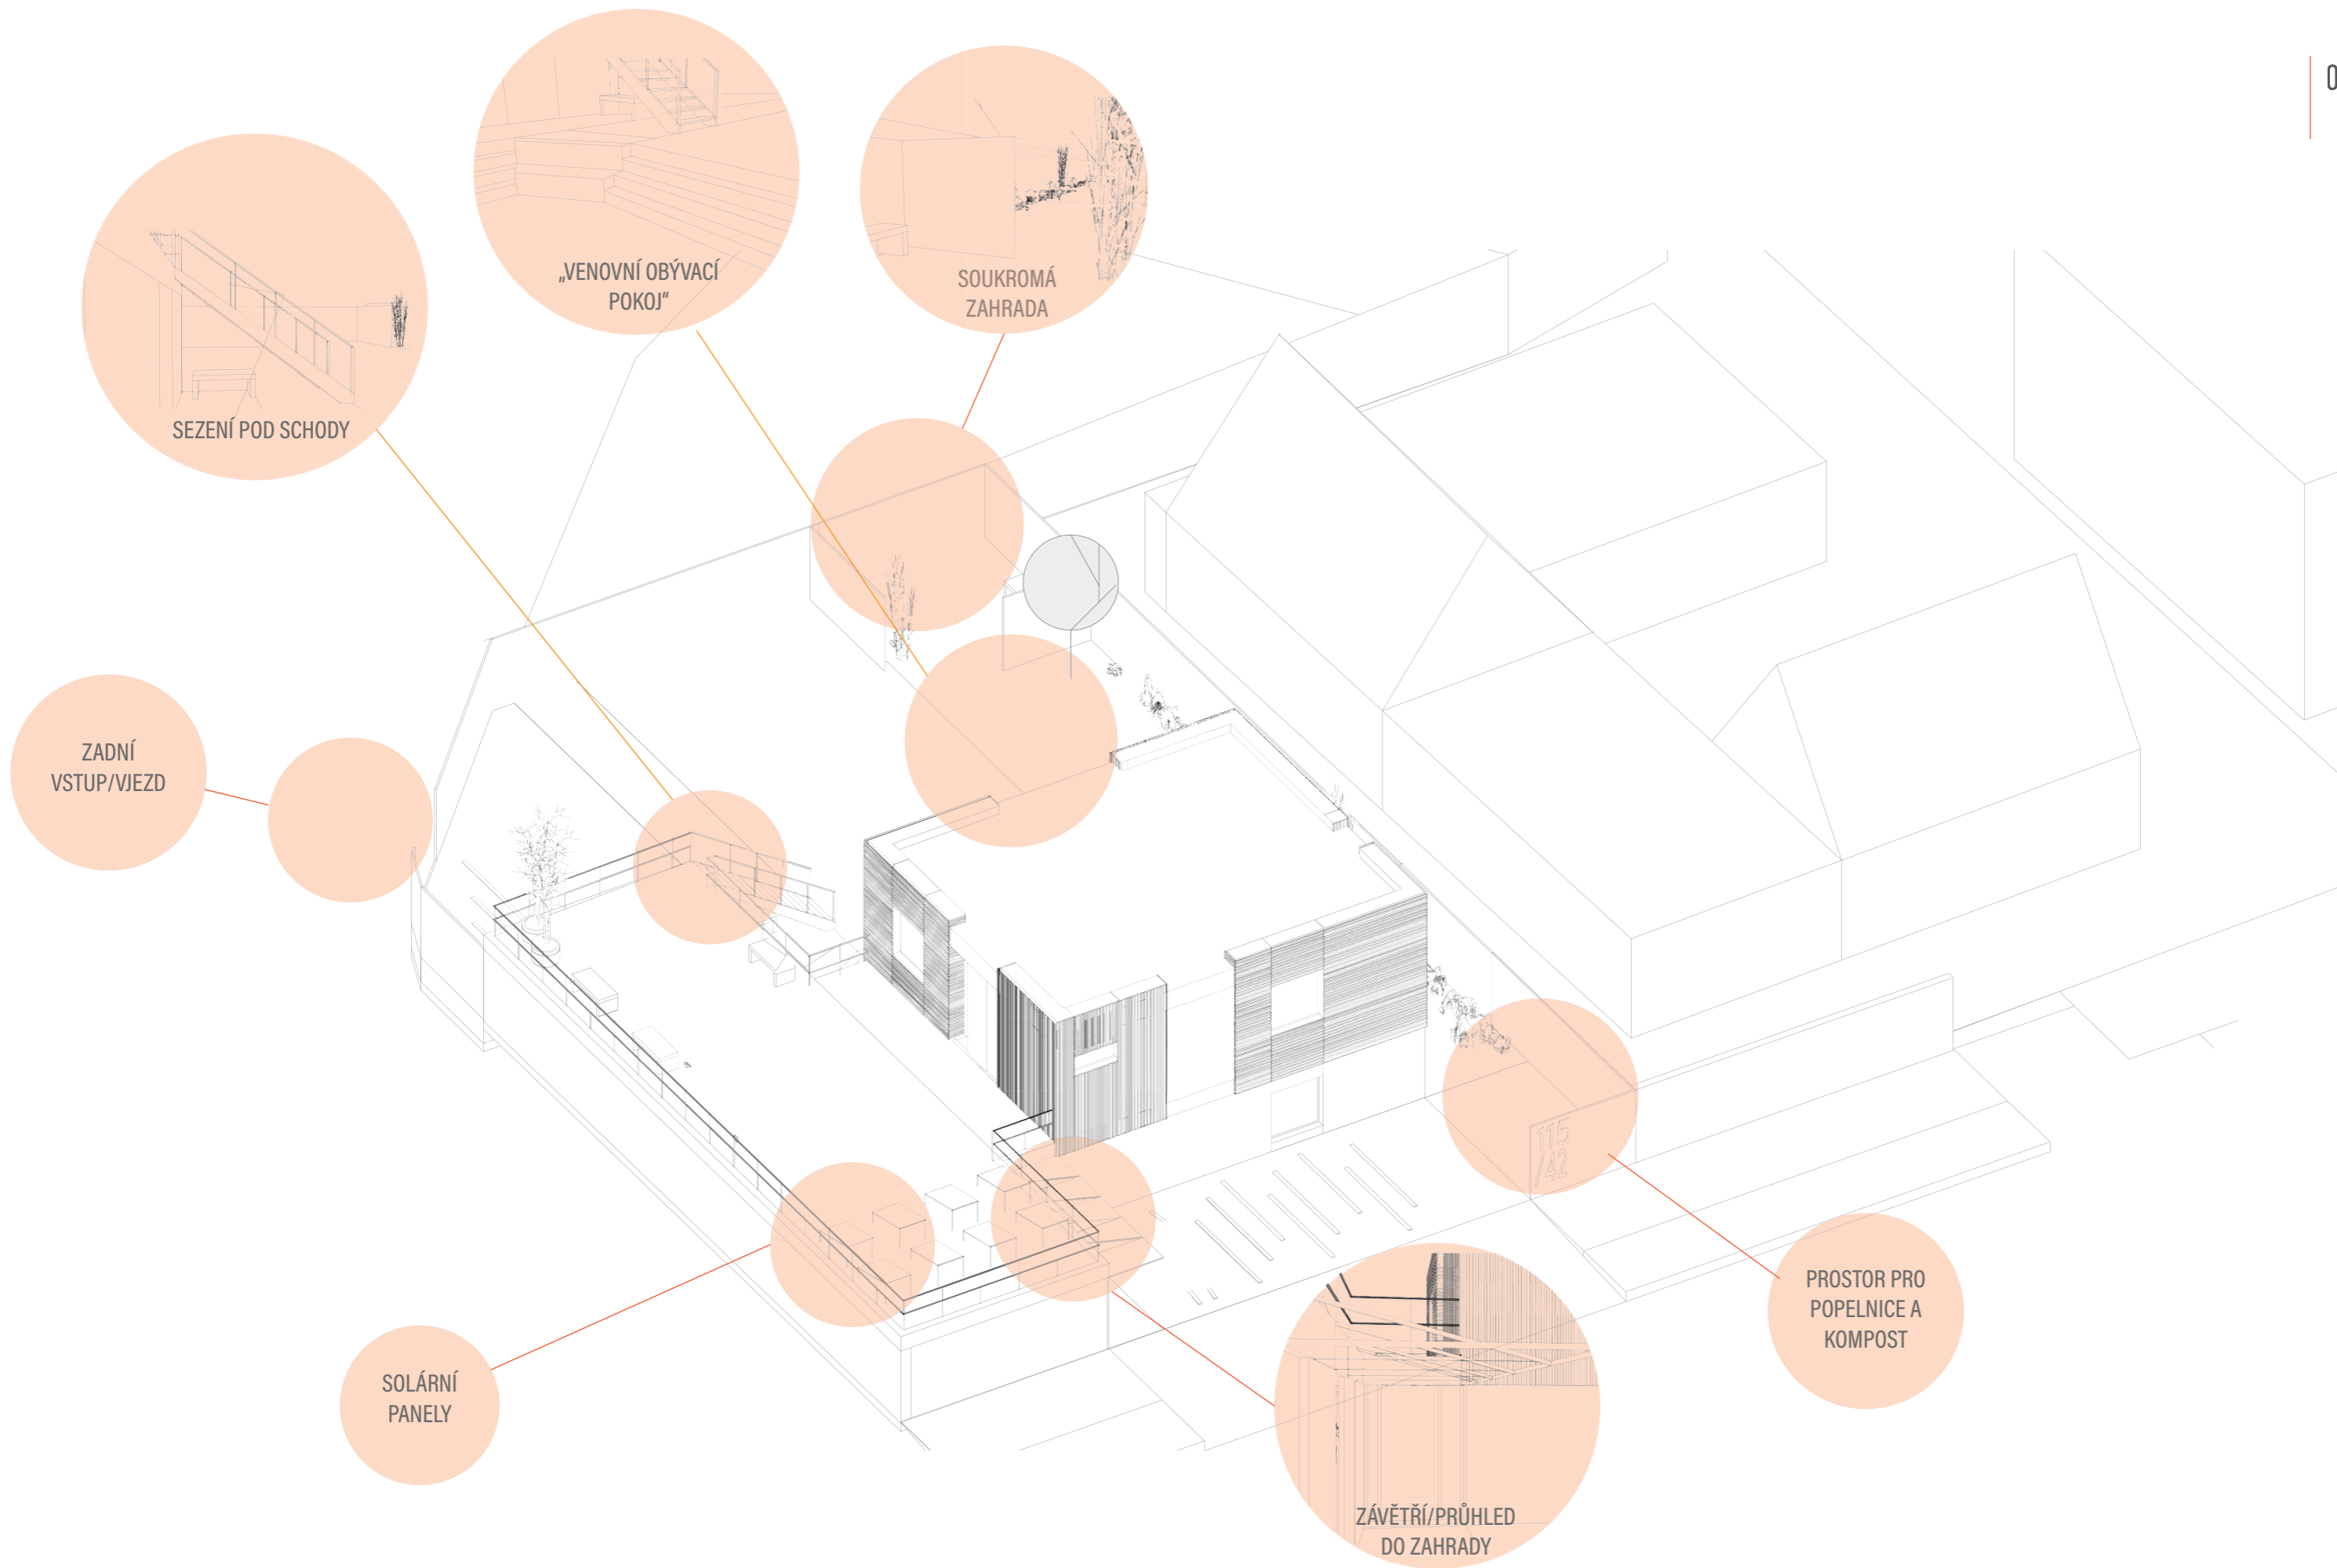 „VENOVNÍ OBÝVACÍ
POKOJ“
SOUKROMÁ
ZAHRADA
SEZENÍ POD SCHODY
ZADNÍ
VSTUP/VJEZD
115
/42
PROSTOR PRO
POPELNICE A
KOMPOST
SOLÁRNÍ
PANELY
ZÁVĚTŘÍ/PRŮHLED
DO ZAHRADY